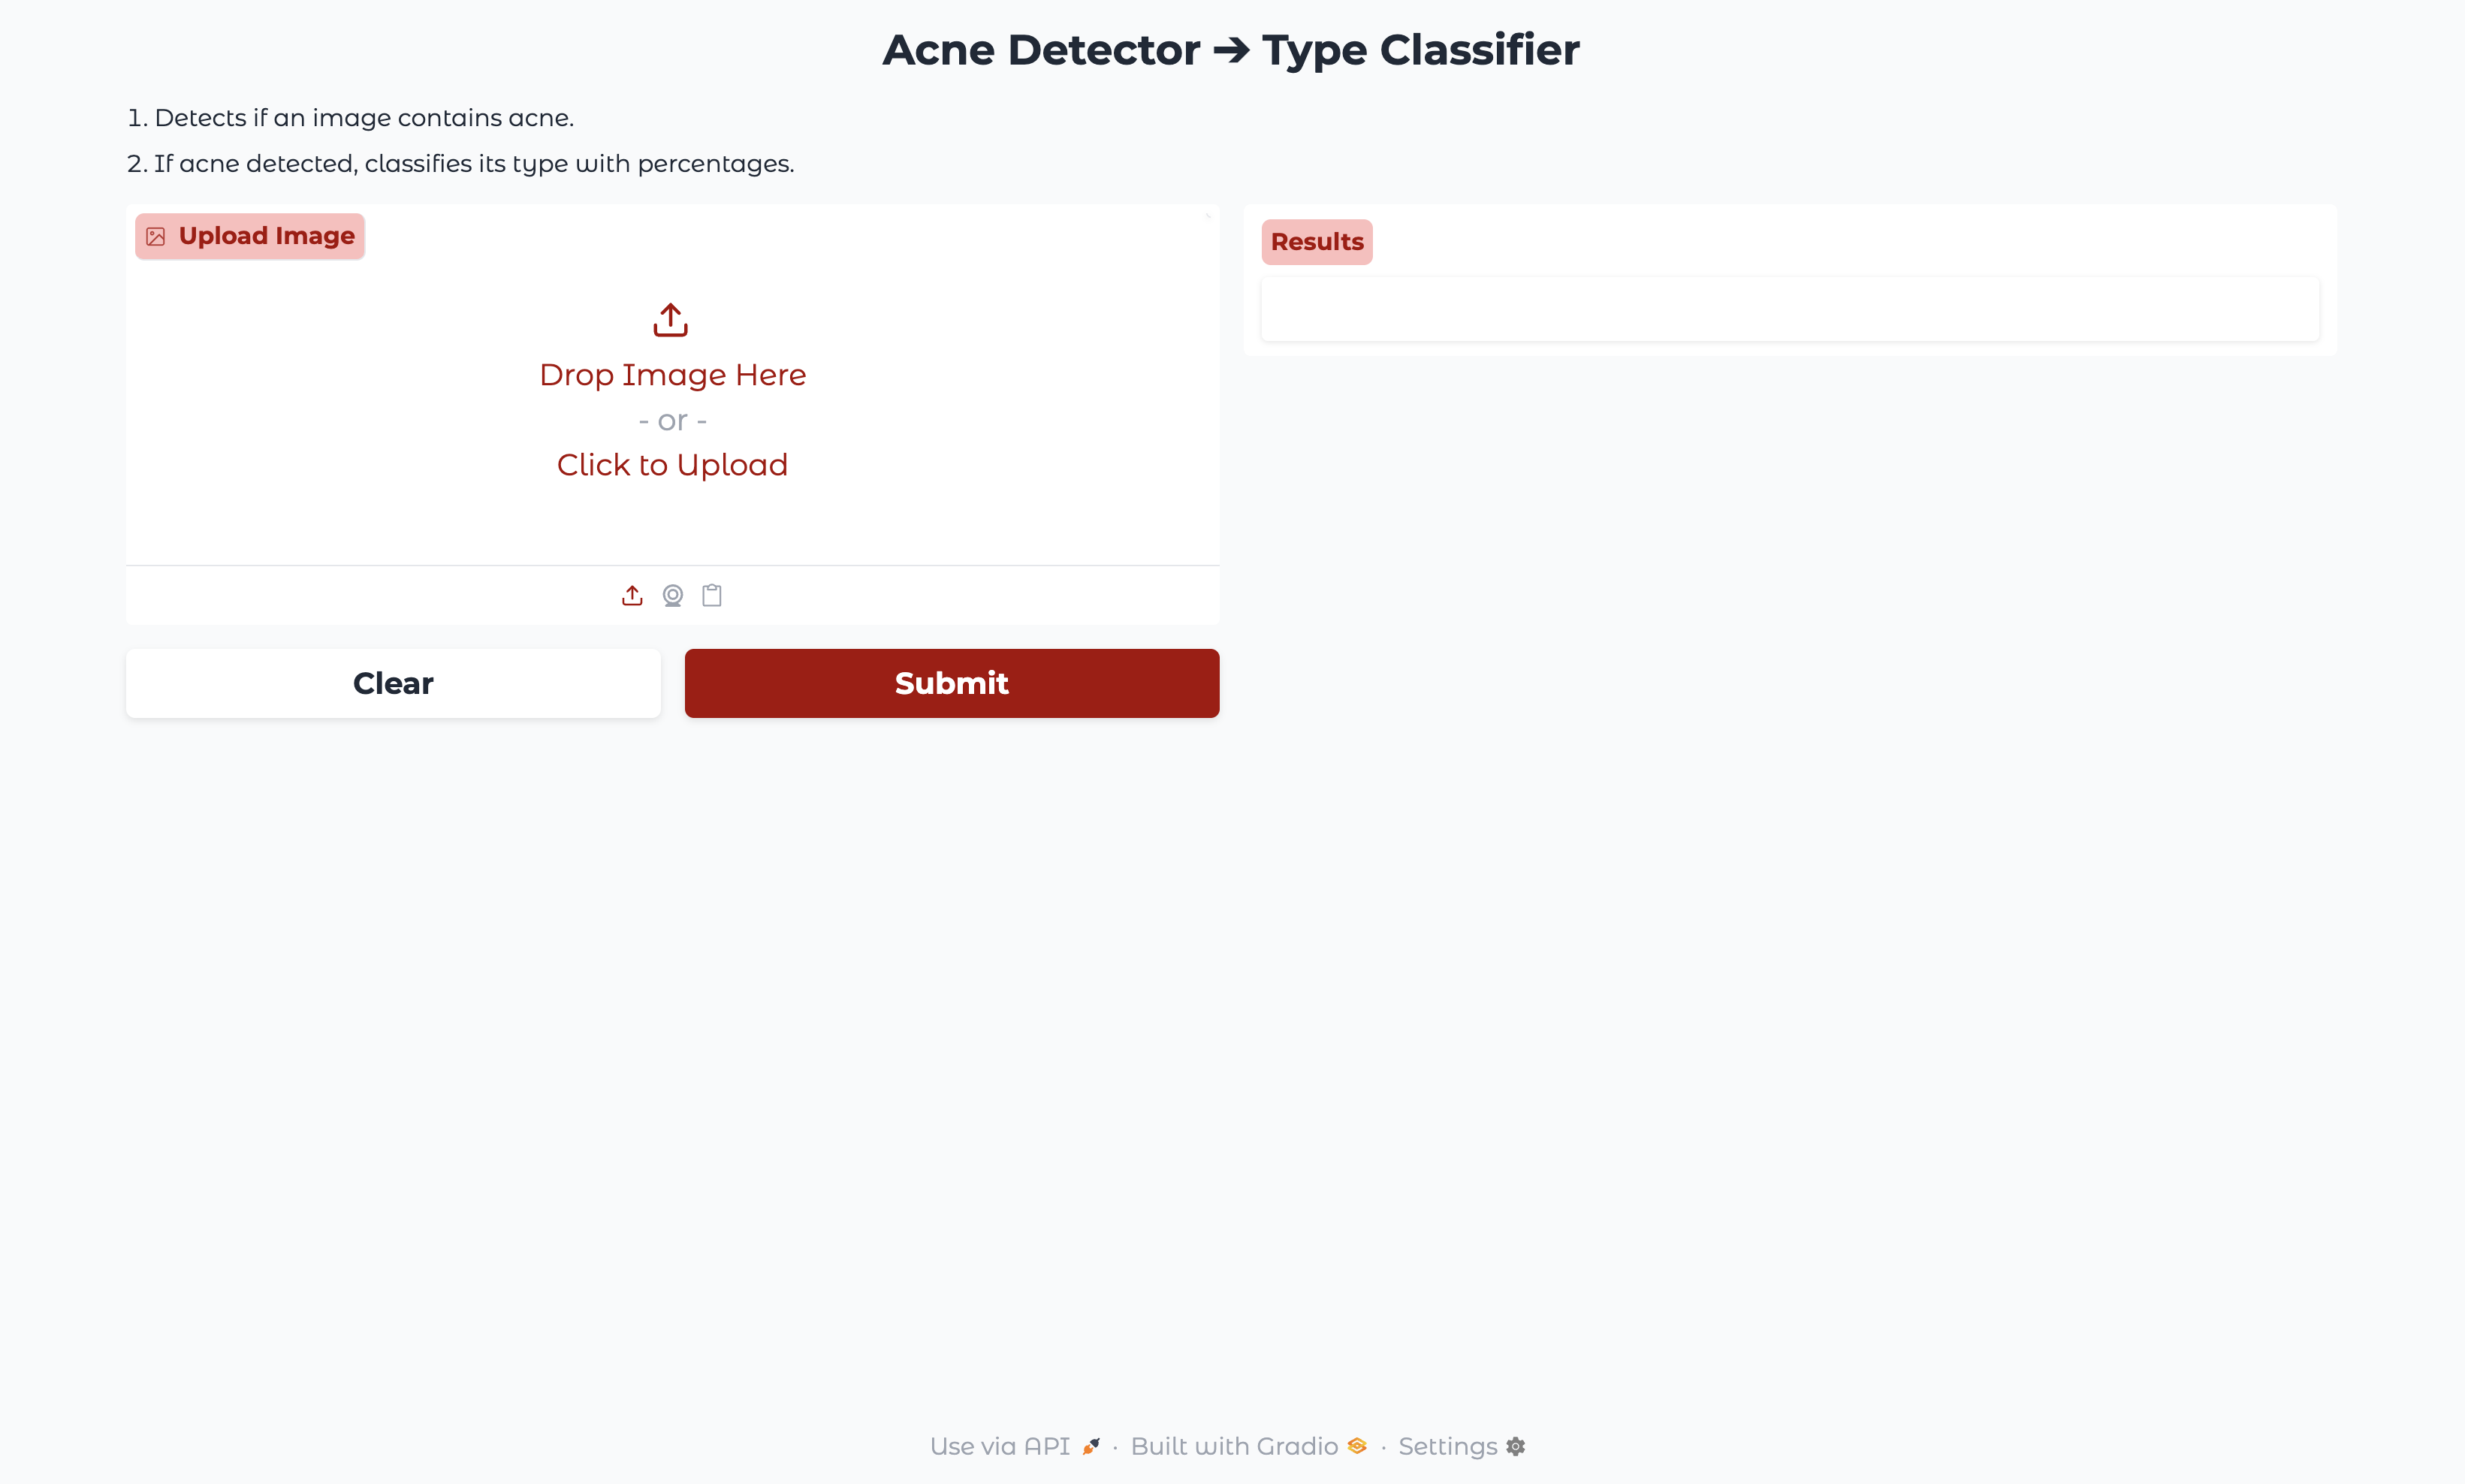 Acne Detector ➔ Type Classifier
1. Detects if an image contains acne.
2. If acne detected, classifies its type with percentages.
Upload Image
Drop Image Here
- or -
Click to Upload
Clear
Submit
Results
Use via API · Built with Gradio · Settings